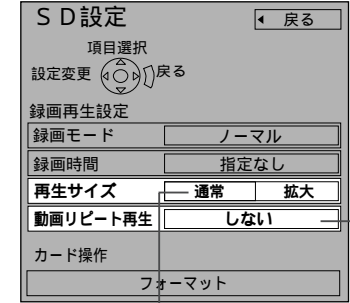 ＳＤ設定
戻る
項目選択
設定変更 戻る
録画再生設定
録画モード ノーマル
録画時間 指定なし
再生サイズ 通常 拡大
動画リピート再生 しない
カード操作
フォーマット